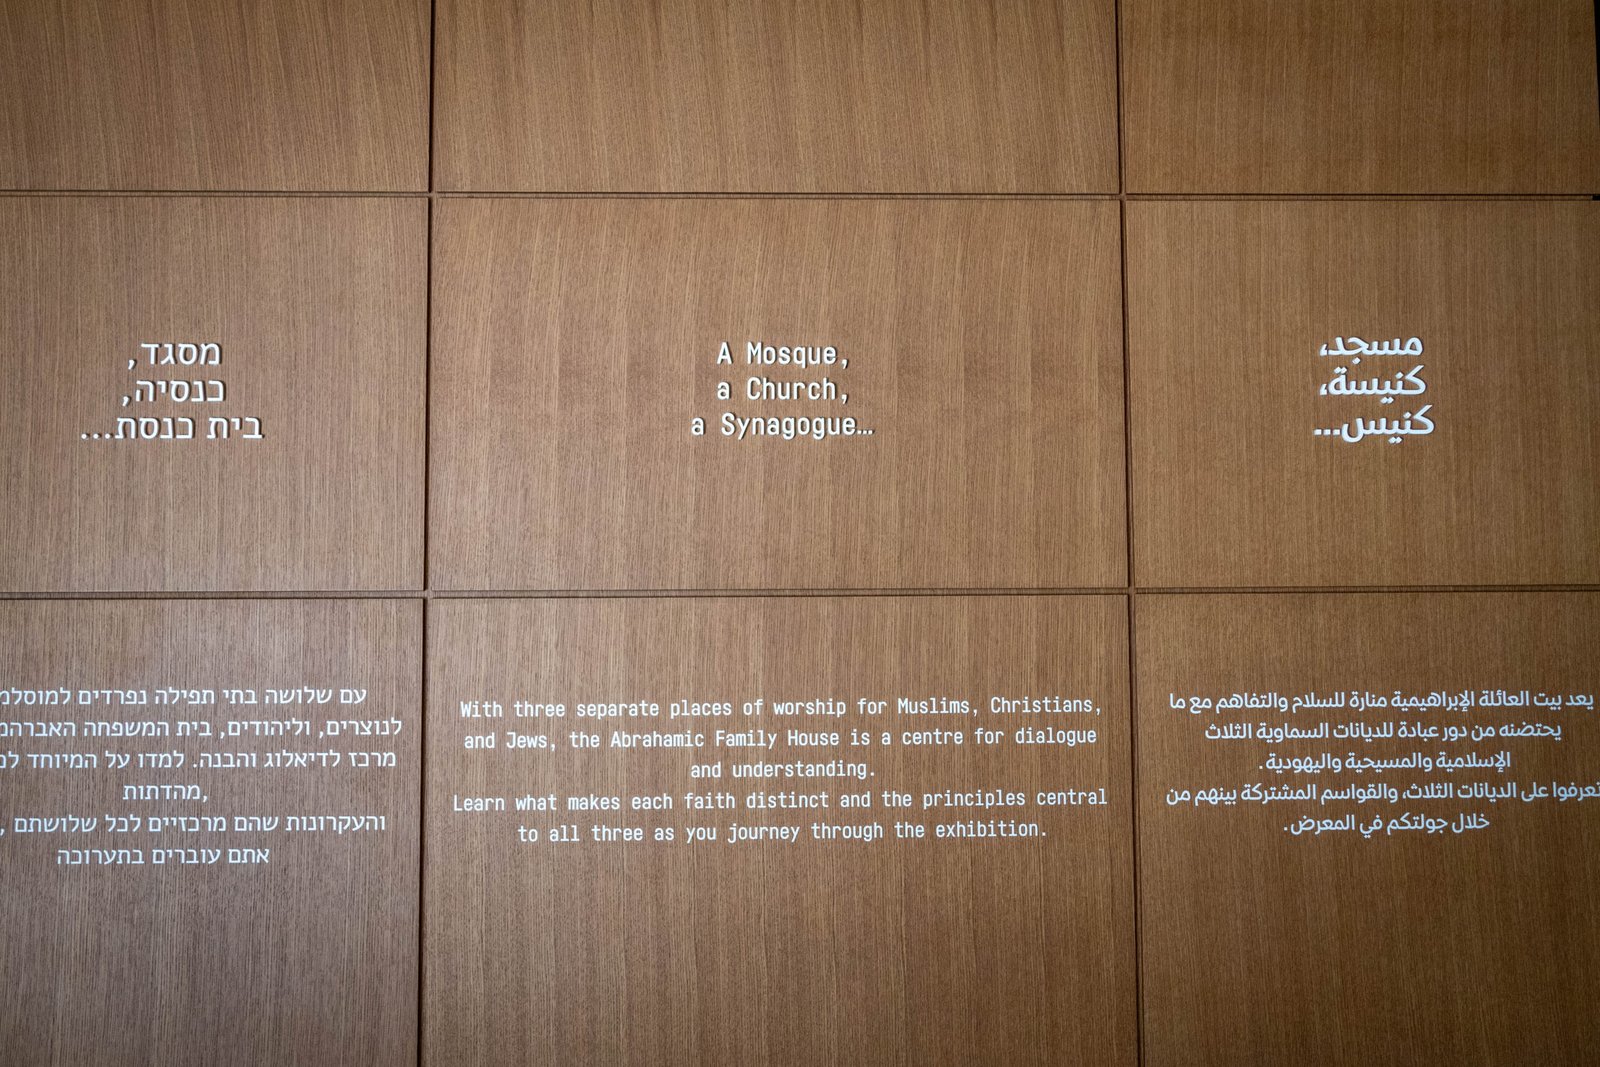 מסגד,
כנסיה,
בית כנסת...
עם שלושה בתי תפילה נפרדים
לנוצרים, וליהודים, בית המשפחה
מרכז לדיאלוג והבנה. למדו על המיוחד
מהדתות,
והעקרונות שהם מרכזיים לכל שלושתם,
אתם עוברים בתערוכה
A Mosque,
a Church,
a Synagogue…
With three separate places of worship for Muslims, Christians,
and Jews, the Abrahamic Family House is a centre for dialogue
and understanding.
Learn what makes each faith distinct and the principles central
to all three as you journey through the exhibition.
مسجد،
كنيسة،
كنيس...
يعد بيت العائلة الإبراهيمية منارة للسلام والتفاهم مع ما
يحتضنه من دور عبادة للديانات السماوية الثلاث
الإسلامية والمسيحية واليهودية.
تعرفوا على الديانات الثلاث، والقواسم المشتركة بينهم من
خلال جولتكم في المعرض.